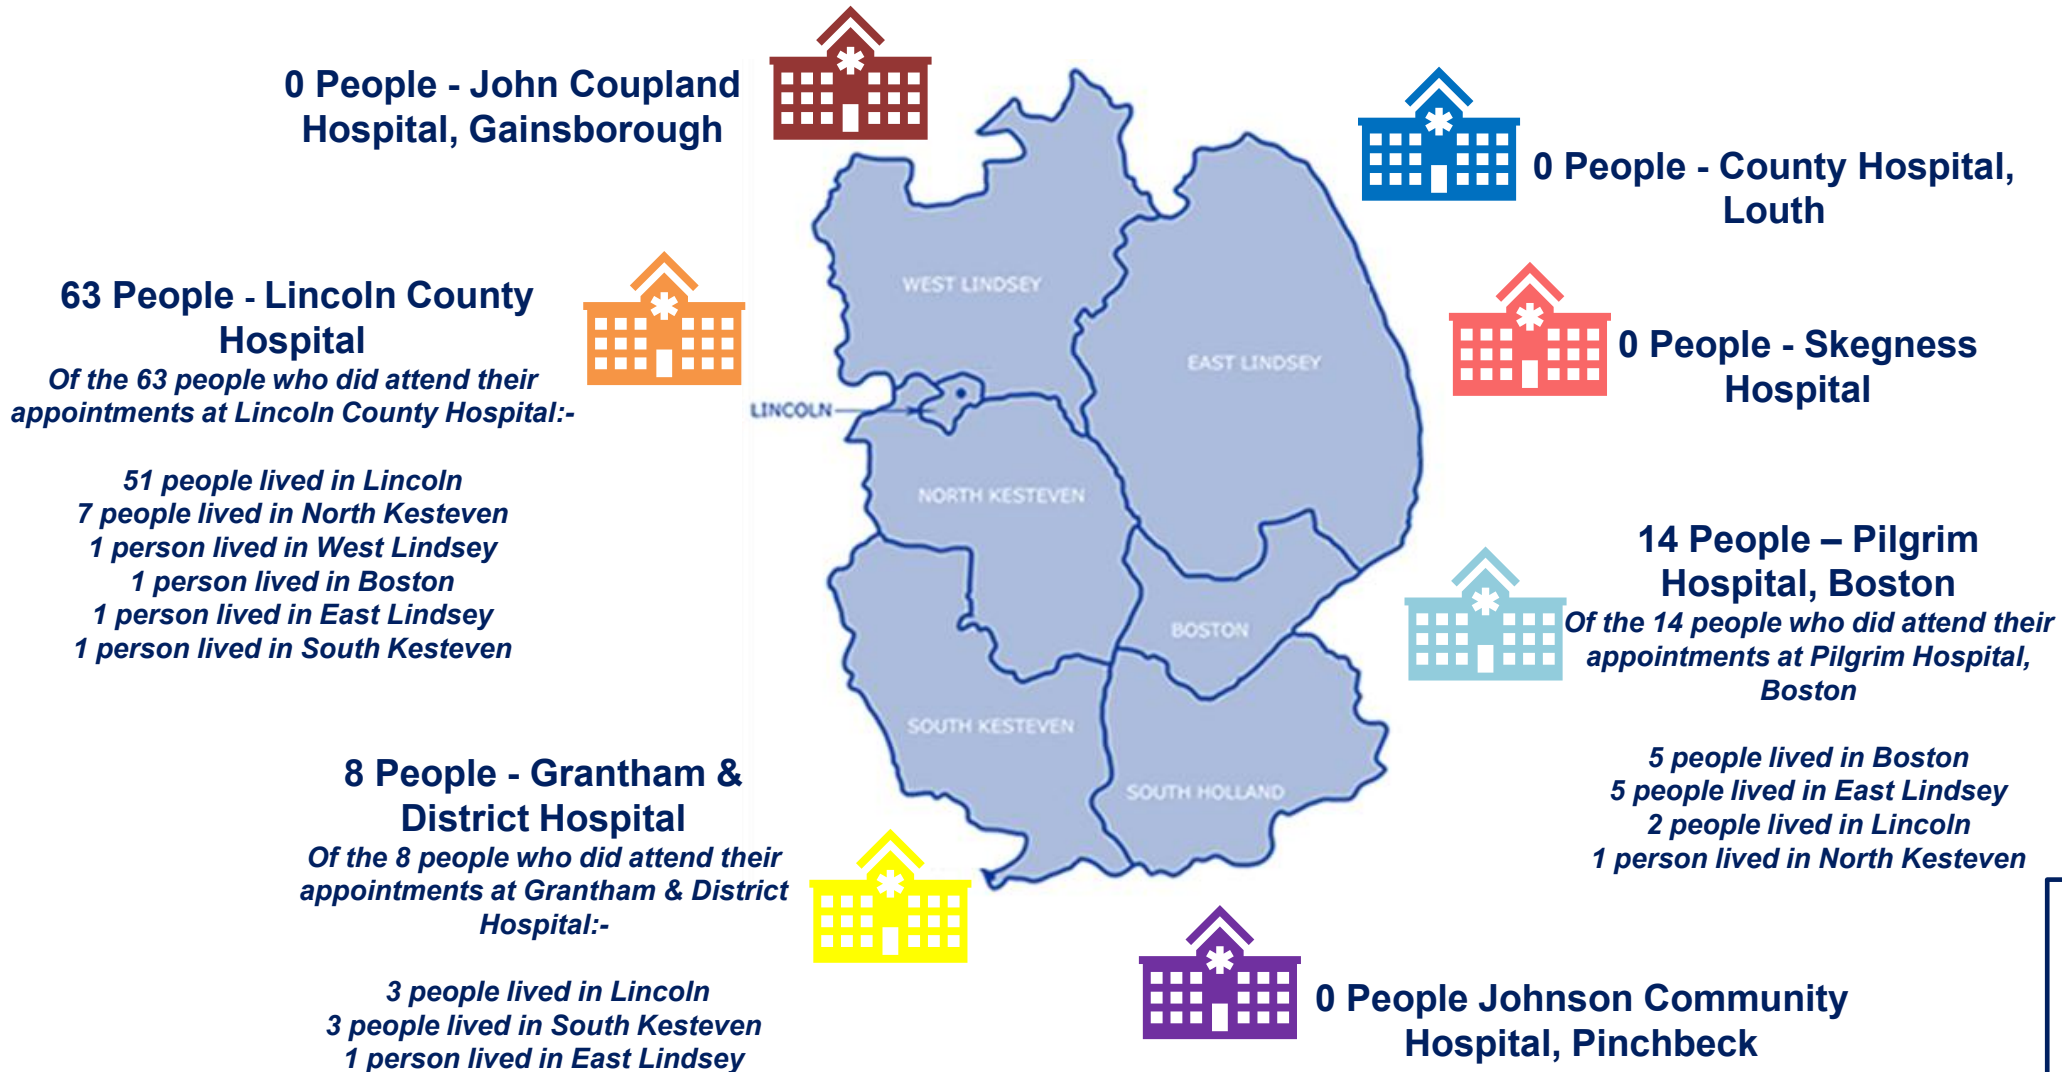 0 People - John Coupland
Hospital, Gainsborough
0 People - County Hospital,
Louth
63 People - Lincoln County
Hospital
Of the 63 people who did attend their
appointments at Lincoln County Hospital:-
51 people lived in Lincoln
7 people lived in North Kesteven
1 person lived in West Lindsey
1 person lived in Boston
1 person lived in East Lindsey
1 person lived in South Kesteven
0 People - Skegness
Hospital
WEST LINDSEY
EAST LINDSEY
LINCOLN
NORTH KESTEVEN
BOSTON
SOUTH KESTEVEN
SOUTH HOLLAND
14 People – Pilgrim
Hospital, Boston
Of the 14 people who did attend their
appointments at Pilgrim Hospital,
Boston
5 people lived in Boston
5 people lived in East Lindsey
2 people lived in Lincoln
1 person lived in North Kesteven
8 People - Grantham &
District Hospital
Of the 8 people who did attend their
appointments at Grantham & District
Hospital:-
3 people lived in Lincoln
3 people lived in South Kesteven
1 person lived in East Lindsey
0 People Johnson Community
Hospital, Pinchbeck